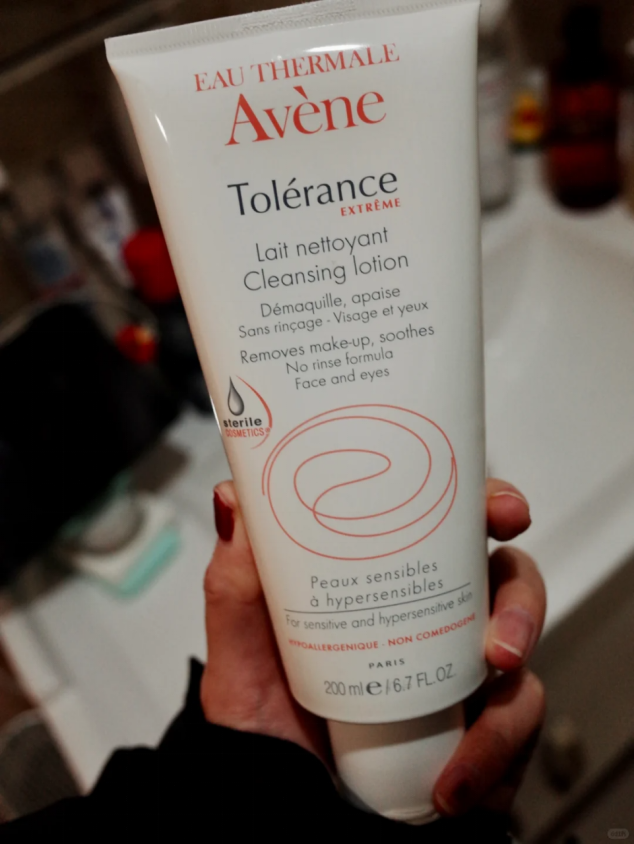 EAU THERMALE
Avène
Tolérance
EXTRÊME
Lait nettoyant
Cleansing lotion
Démaquille, apaise
Sans rinçage - Visage et yeux
Removes make-up, soothes
No rinse formula
Face and eyes
sterile
COSMETICS®
Peaux sensibles
à hypersensibles
For sensitive and hypersensitive skin
HYPOALLERGENIQUE - NON COMEDOGENE
PARIS
200 ml e / 6.7 FL.OZ.